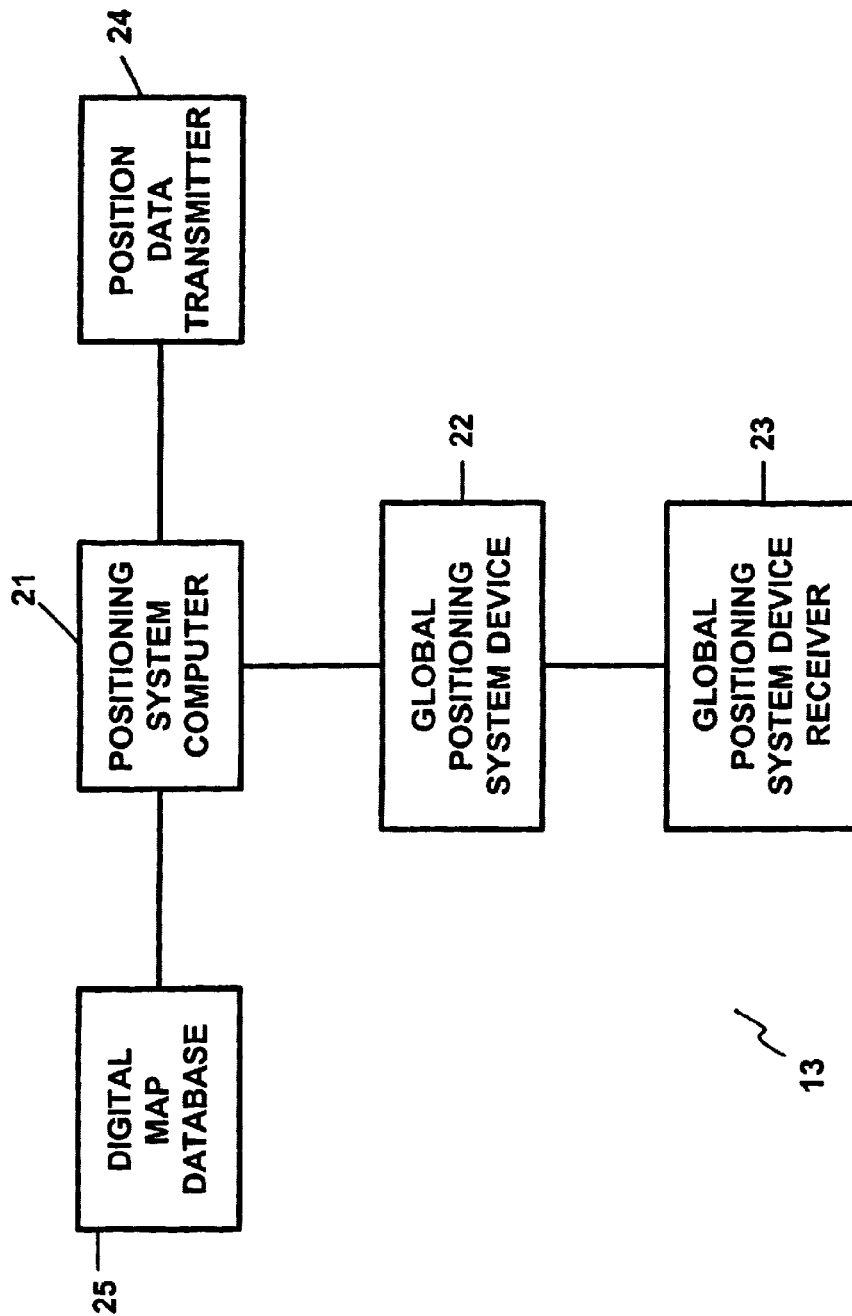 21
25
DIGITAL
MAP
DATABASE
POSITIONING
SYSTEM
COMPUTER
POSITION
DATA
TRANSMITTER
24
GLOBAL
POSITIONING
SYSTEM DEVICE
22
GLOBAL
POSITIONING
SYSTEM DEVICE
RECEIVER
23
13